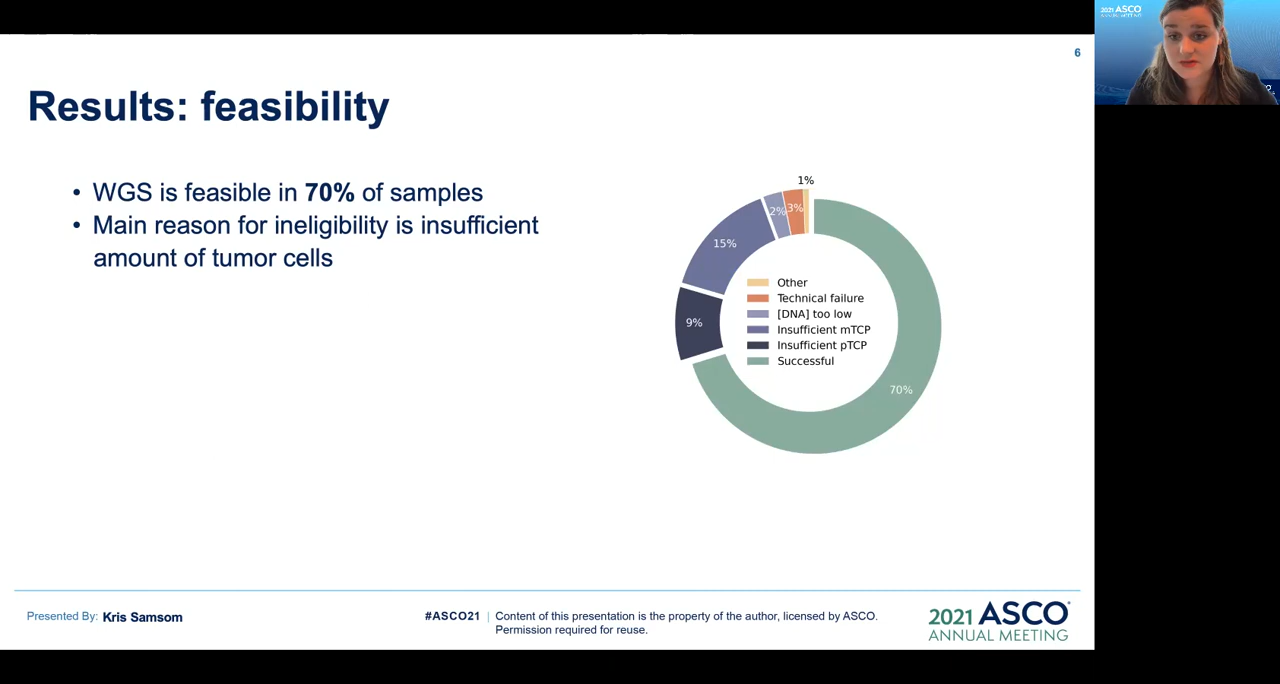 2021 ASCO
ANNUAL MEETING
6
Results: feasibility
• WGS is feasible in 70% of samples
• Main reason for ineligibility is insufficient
amount of tumor cells
1%
2%
3%
15%
9%
70%
Other
Technical failure
[DNA] too low
Insufficient mTCP
Insufficient pTCP
Successful
Presented By: Kris Samsom
#ASCO21 | Content of this presentation is the property of the author, licensed by ASCO.
Permission required for reuse.
2021 ASCO®
ANNUAL MEETING